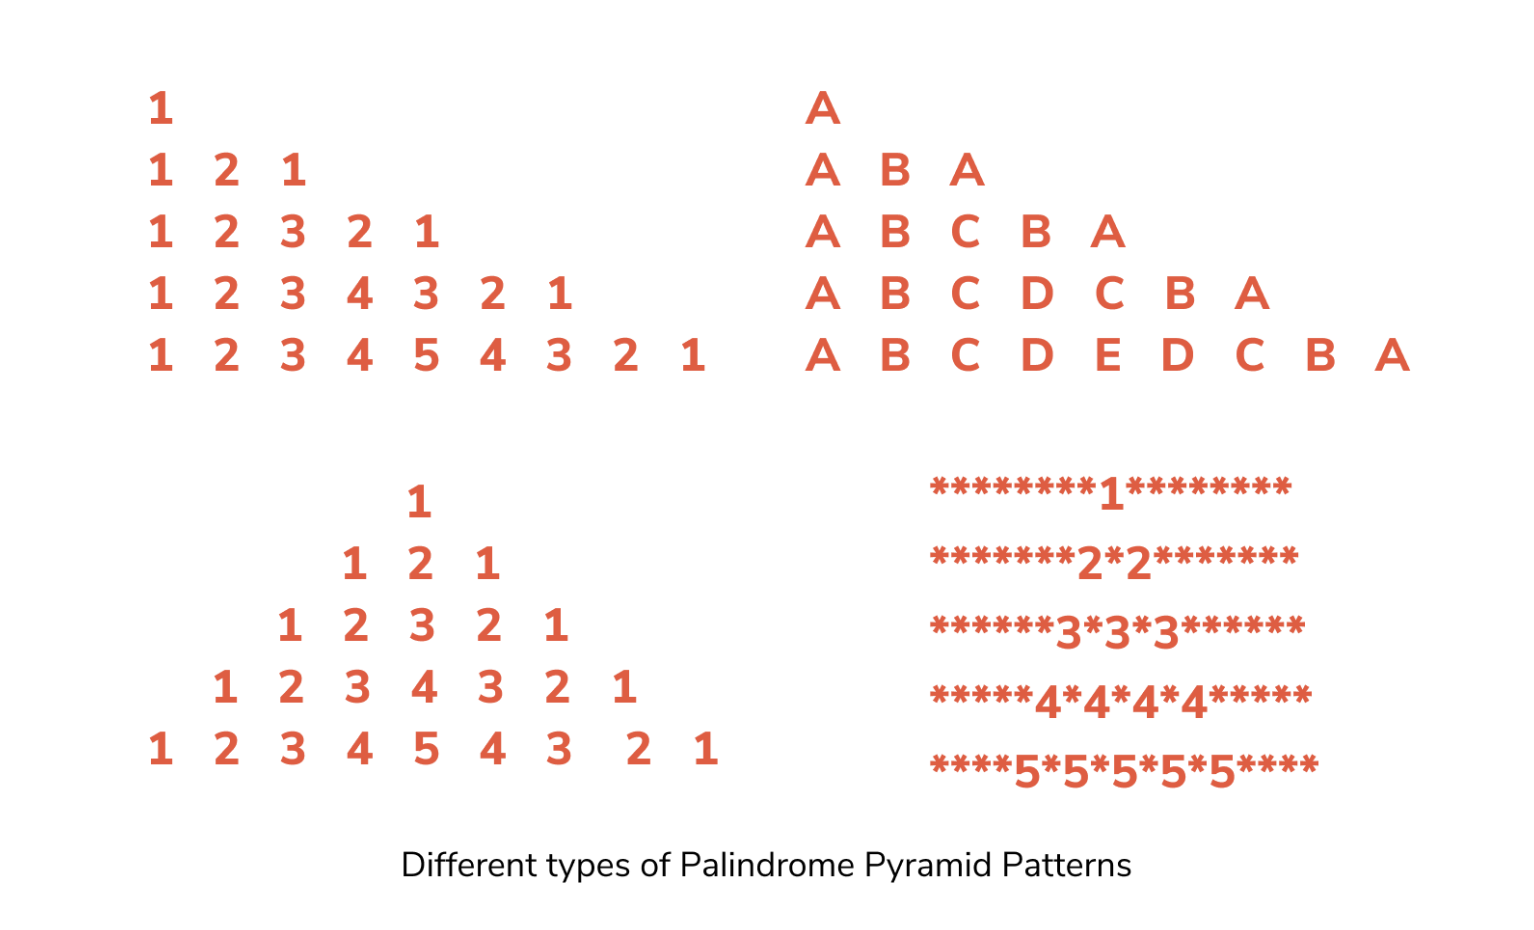 1
1 2 1
1 2 3 2 1
1 2 3 4 3 2 1
1 2 3 4 5 4 3 2 1
A
A B A
A B C B A
A B C D C B A
A B C D E D C B A
1
1 2 1
1 2 3 2 1
1 2 3 4 3 2 1
1 2 3 4 5 4 3 2 1
********1********
*******2*2*******
******3*3*3******
*****4*4*4*4*****
****5*5*5*5*5****
Different types of Palindrome Pyramid Patterns